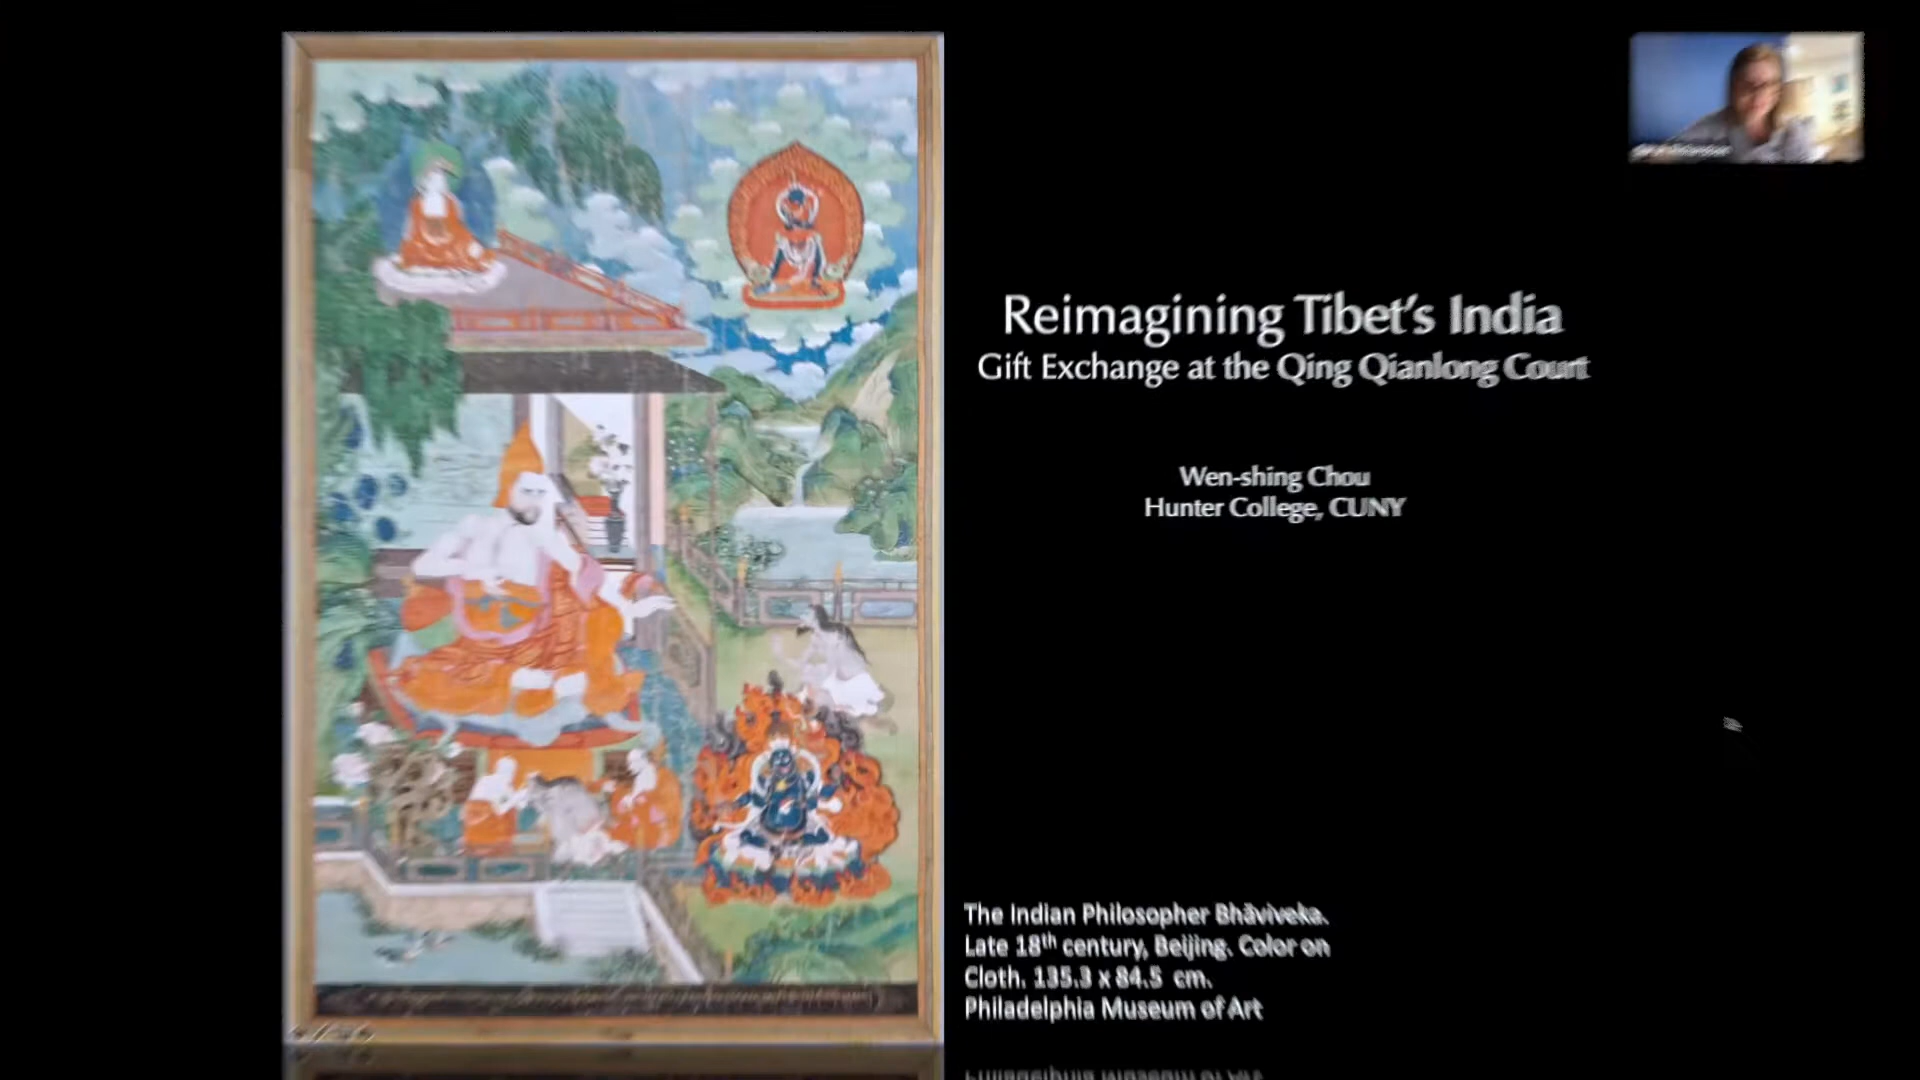 Reimagining Tibet's India
Gift Exchange at the Qing Qianlong Court
Wen-shing Chou
Hunter College, CUNY
The Indian Philosopher Bhāviveka.
Late 18th century, Beijing. Color on
Cloth. 135.3 x 84.5 cm.
Philadelphia Museum of Art